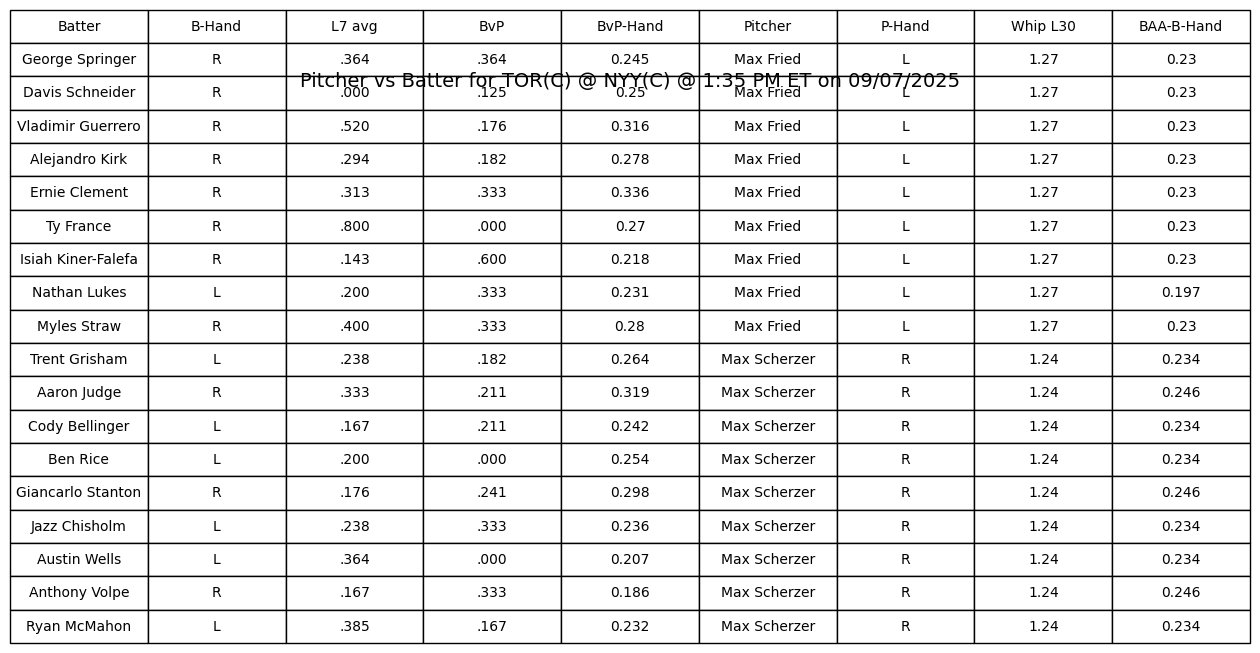 Batter B-Hand L7 avg BvP BvP-Hand Pitcher P-Hand Whip L30 BAA-B-Hand
George Springer R .364 .364 0.245 Max Fried L 1.27 0.23
Pitcher vs Batter for TOR(C) @ NYY(C) @ 1:35 PM ET on 09/07/2025
Davis Schneider R .000 .125 0.25 Max Fried L 1.27 0.23
Vladimir Guerrero R .520 .176 0.316 Max Fried L 1.27 0.23
Alejandro Kirk R .294 .182 0.278 Max Fried L 1.27 0.23
Ernie Clement R .313 .333 0.336 Max Fried L 1.27 0.23
Ty France R .800 .000 0.27 Max Fried L 1.27 0.23
Isiah Kiner-Falefa R .143 .600 0.218 Max Fried L 1.27 0.23
Nathan Lukes L .200 .333 0.231 Max Fried L 1.27 0.197
Myles Straw R .400 .333 0.28 Max Fried L 1.27 0.23
Trent Grisham L .238 .182 0.264 Max Scherzer R 1.24 0.234
Aaron Judge R .333 .211 0.319 Max Scherzer R 1.24 0.246
Cody Bellinger L .167 .211 0.242 Max Scherzer R 1.24 0.234
Ben Rice L .200 .000 0.254 Max Scherzer R 1.24 0.234
Giancarlo Stanton R .176 .241 0.298 Max Scherzer R 1.24 0.246
Jazz Chisholm L .238 .333 0.236 Max Scherzer R 1.24 0.234
Austin Wells L .364 .000 0.207 Max Scherzer R 1.24 0.234
Anthony Volpe R .167 .333 0.186 Max Scherzer R 1.24 0.246
Ryan McMahon L .385 .167 0.232 Max Scherzer R 1.24 0.234